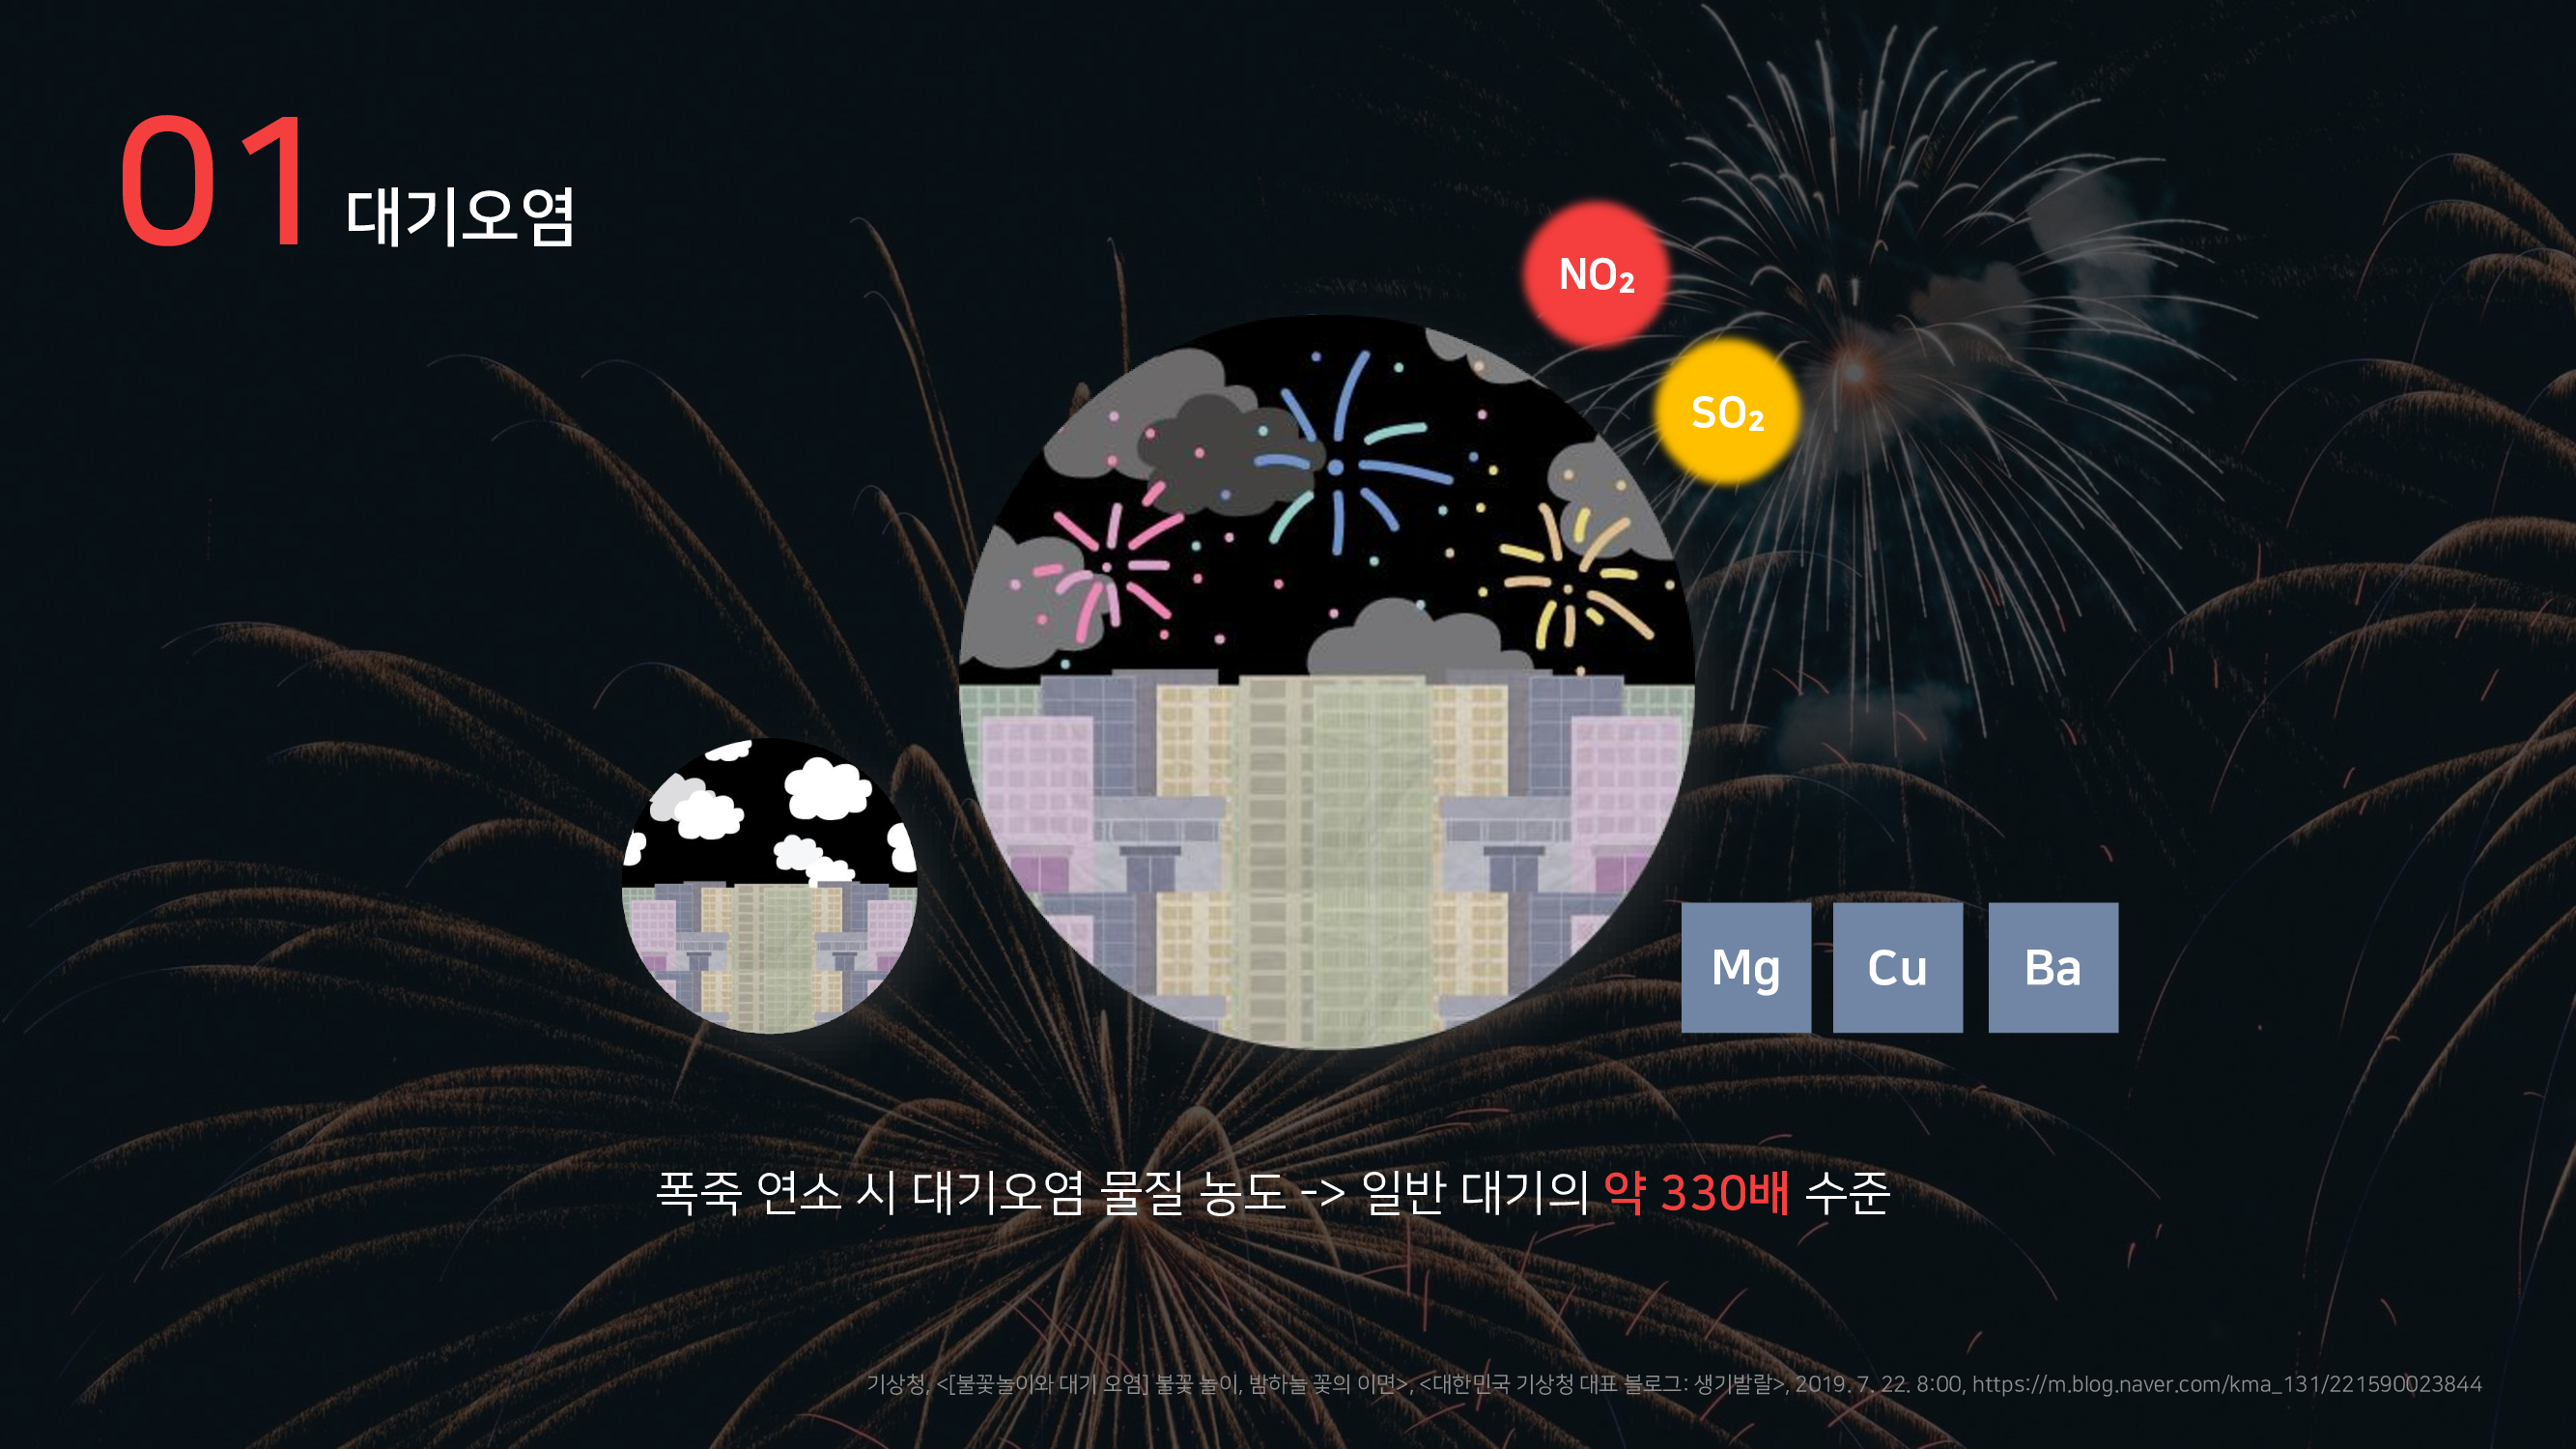 01 대기오염
NO₂
SO₂
Mg Cu Ba
폭죽 연소 시 대기오염 물질 농도 -> 일반 대기의 약 330배 수준
기상청, <[불꽃놀이와 대기 오염] 불꽃 놀이, 밤하늘 꽃의 이면>, <대한민국 기상청 대표 블로그: 생기발랄>, 2019. 7. 22. 8:00, https://m.blog.naver.com/kma_131/221590023844